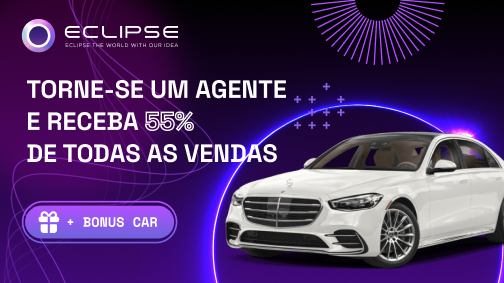 ECLIPSE
ECLIPSE THE WORLD WITH OUR IDEA
TORNE-SE UM AGENTE
E RECEBA 55%
DE TODAS AS VENDAS
+ BONUS CAR